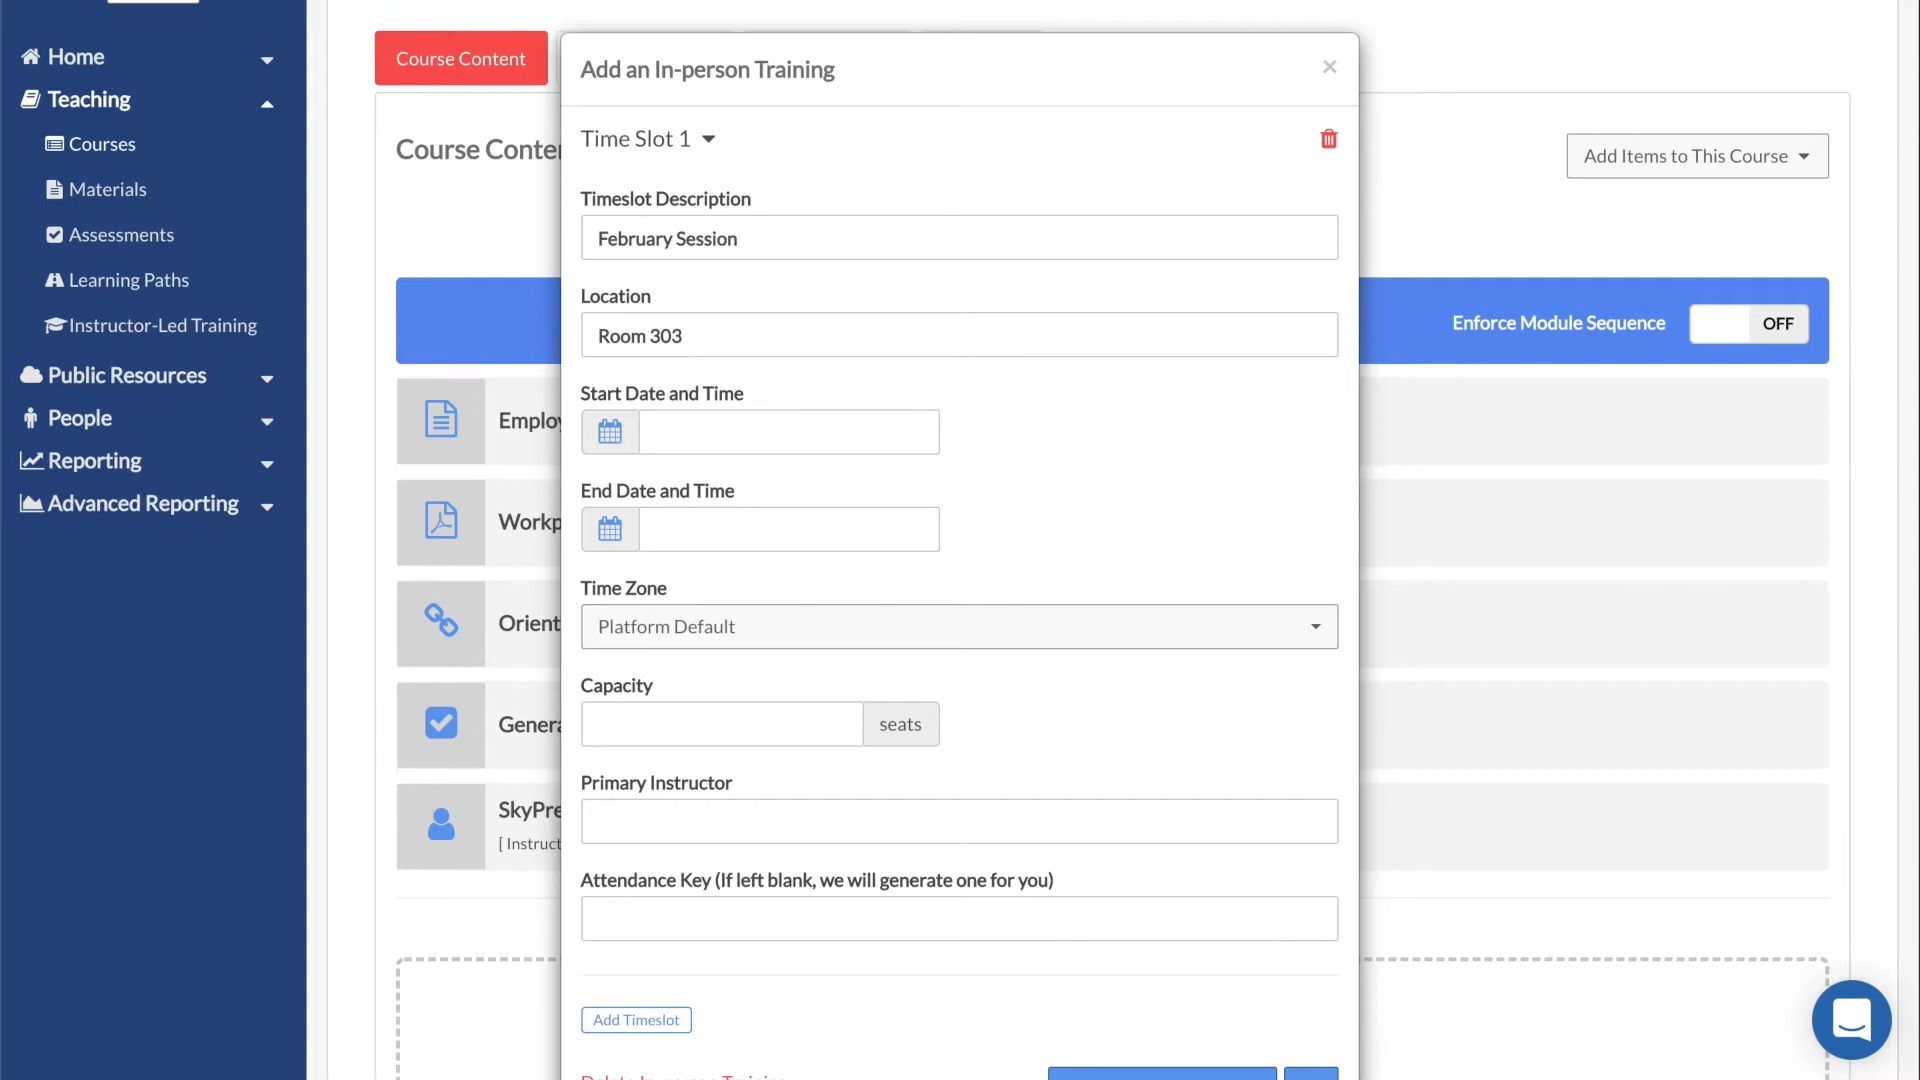 Home
Teaching
Courses
Materials
Assessments
Learning Paths
Instructor-Led Training
Public Resources
People
Reporting
Advanced Reporting
Course Content
Course Conte
Add Items to This Course
Enforce Module Sequence
OFF
Employ
Workp
Orient
Genera
SkyPre
[ Instruct
Add an In-person Training
×
Time Slot 1
Timeslot Description
February Session
Location
Room 303
Start Date and Time
End Date and Time
Time Zone
Platform Default
Capacity
seats
Primary Instructor
Attendance Key (If left blank, we will generate one for you)
Add Timeslot